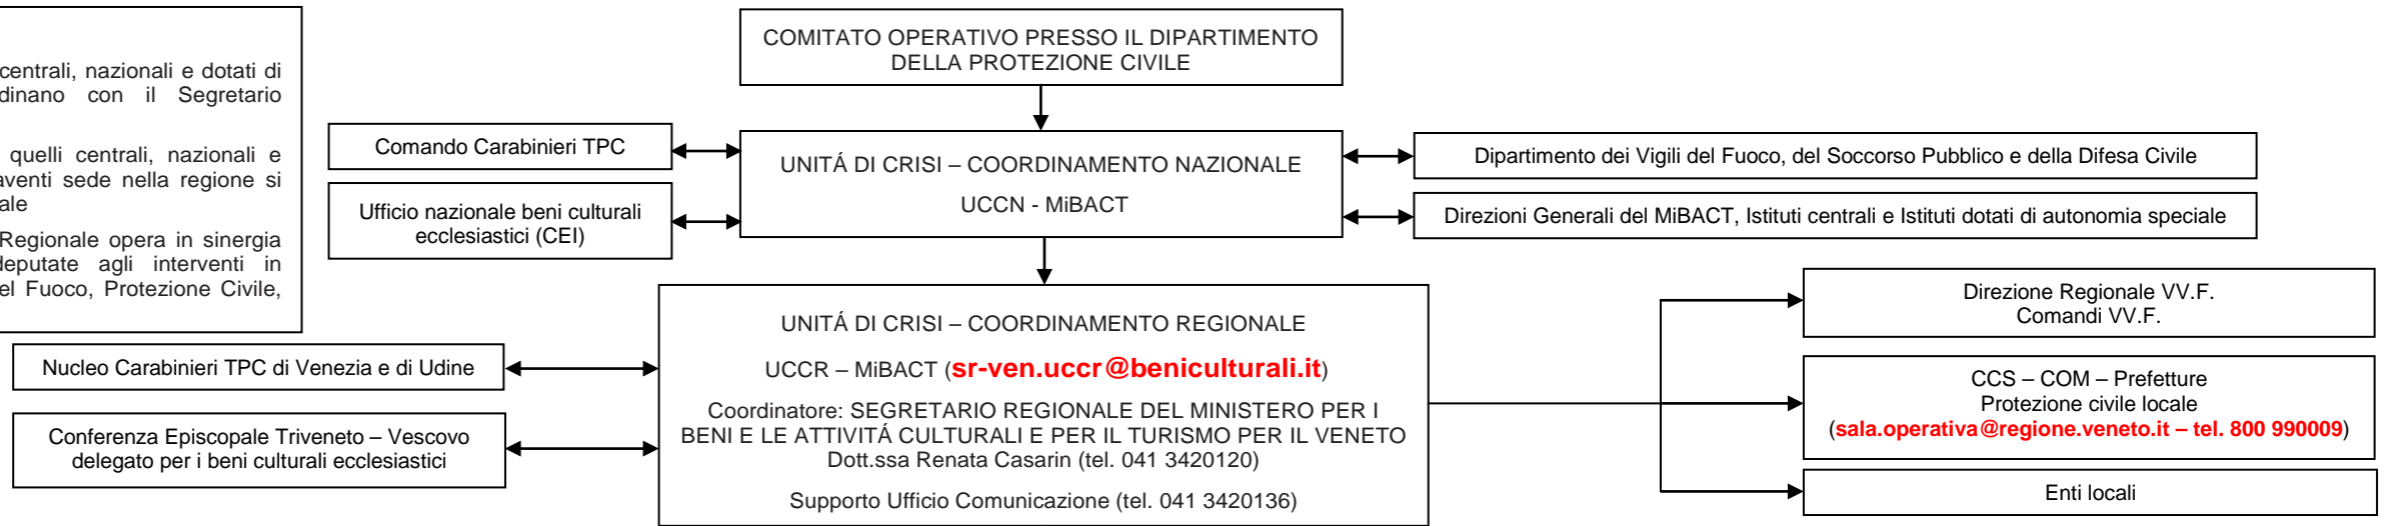 centrali, nazionali e dotati di
dinano con il Segretario
quelli centrali, nazionali e
aventi sede nella regione si
ale
Regionale opera in sinergia
deputate agli interventi in
el Fuoco, Protezione Civile,
COMITATO OPERATIVO PRESSO IL DIPARTIMENTO
DELLA PROTEZIONE CIVILE
Comando Carabinieri TPC
Ufficio nazionale beni culturali
ecclesiastici (CEI)
UNITÁ DI CRISI – COORDINAMENTO NAZIONALE
UCCN - MiBACT
Dipartimento dei Vigili del Fuoco, del Soccorso Pubblico e della Difesa Civile
Direzioni Generali del MiBACT, Istituti centrali e Istituti dotati di autonomia speciale
Nucleo Carabinieri TPC di Venezia e di Udine
Conferenza Episcopale Triveneto – Vescovo
delegato per i beni culturali ecclesiastici
UNITÁ DI CRISI – COORDINAMENTO REGIONALE
UCCR – MiBACT (sr-ven.uccr@beniculturali.it)
Coordinatore: SEGRETARIO REGIONALE DEL MINISTERO PER I
BENI E LE ATTIVITÁ CULTURALI E PER IL TURISMO PER IL VENETO
Dott.ssa Renata Casarin (tel. 041 3420120)
Supporto Ufficio Comunicazione (tel. 041 3420136)
Direzione Regionale VV.F.
Comandi VV.F.
CCS – COM – Prefetture
Protezione civile locale
(sala.operativa@regione.veneto.it – tel. 800 990009)
Enti locali